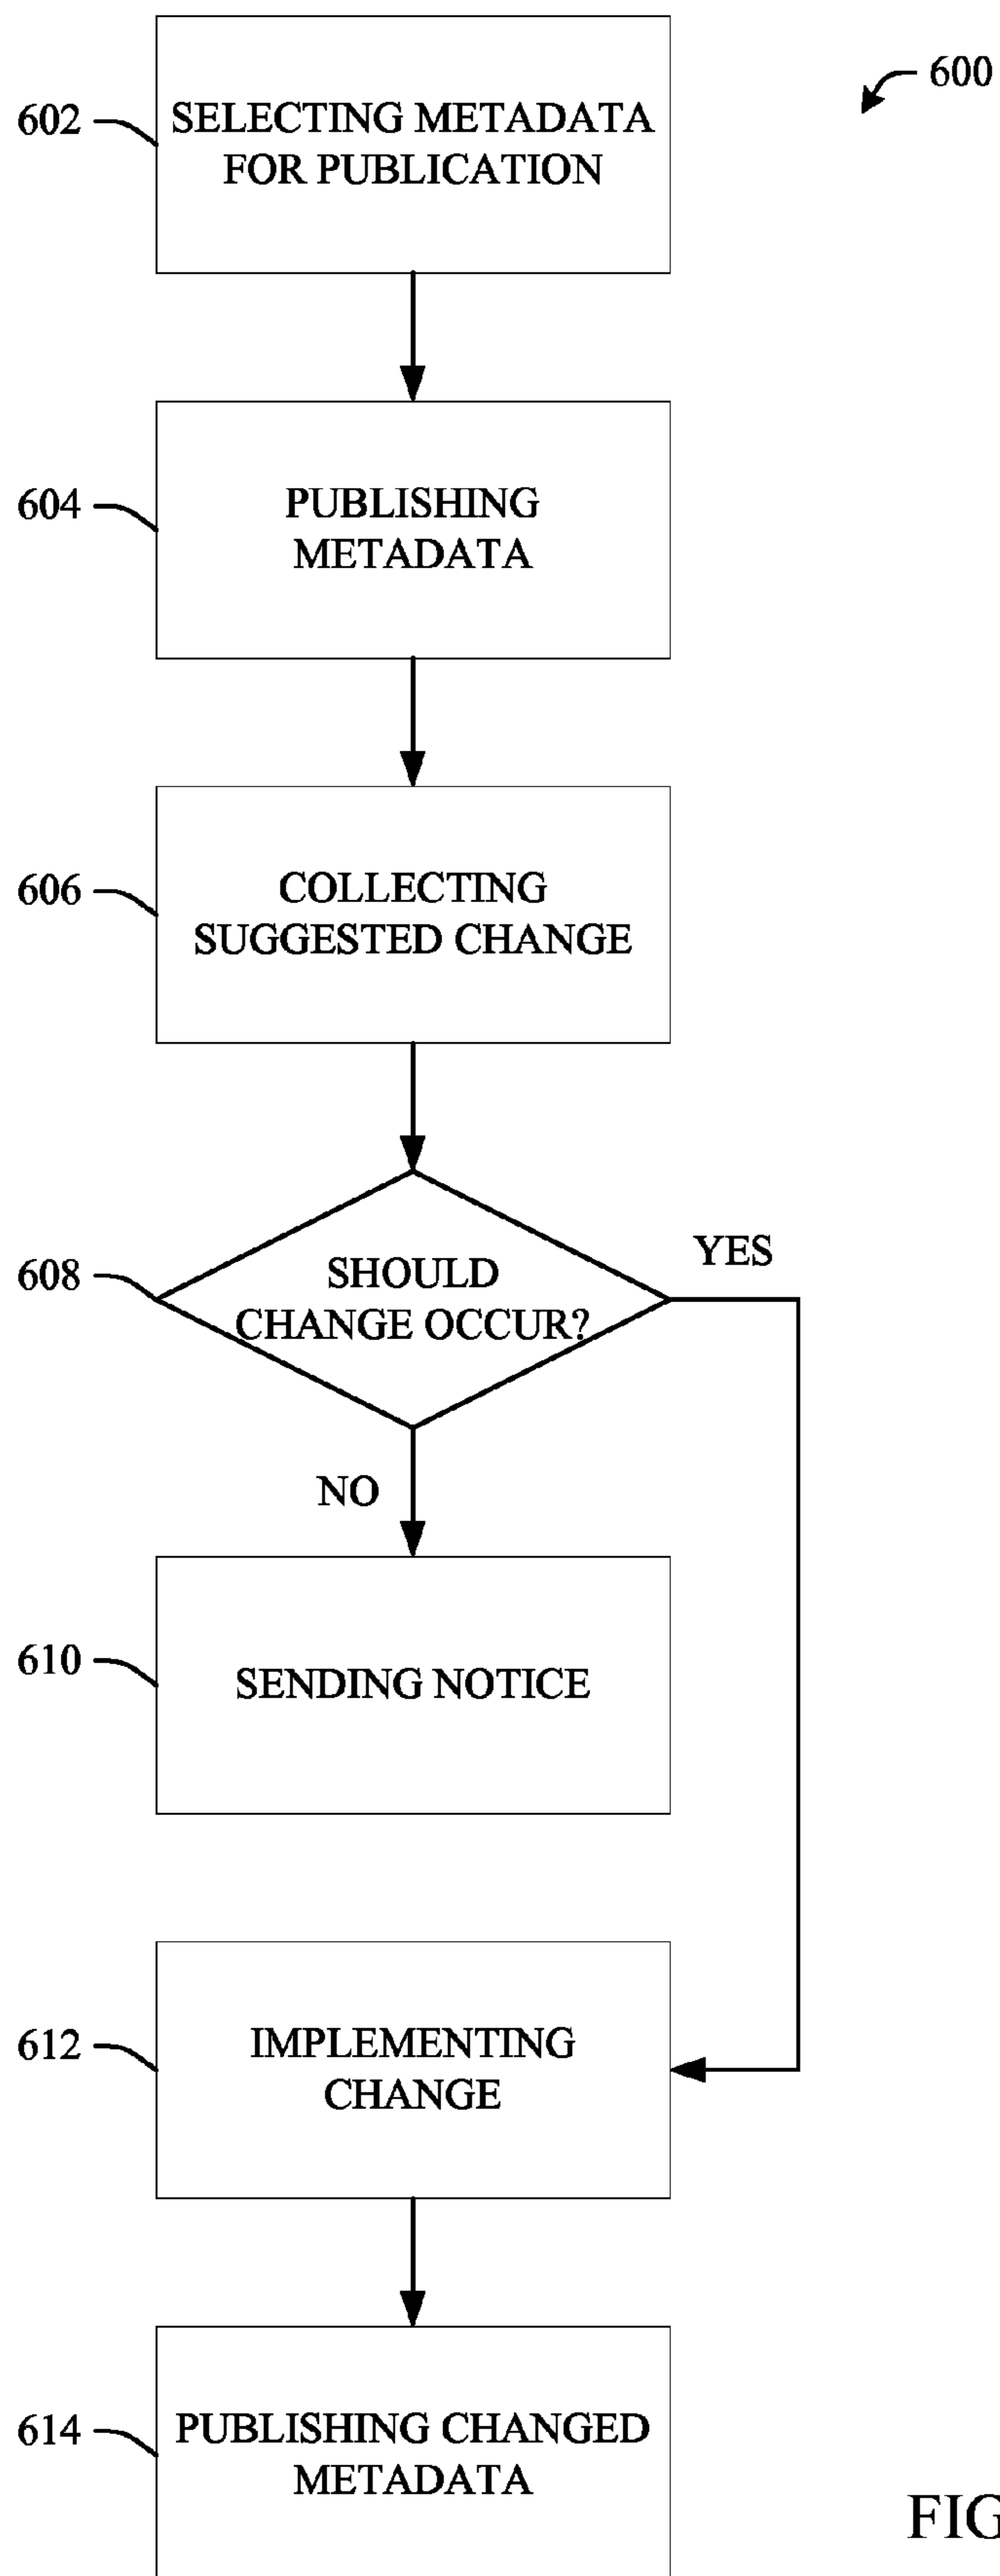 600
602
SELECTING METADATA
FOR PUBLICATION
604
PUBLISHING
METADATA
606
COLLECTING
SUGGESTED CHANGE
608
SHOULD
CHANGE OCCUR?
YES
NO
610
SENDING NOTICE
612
IMPLEMENTING
CHANGE
614
PUBLISHING CHANGED
METADATA
FIG